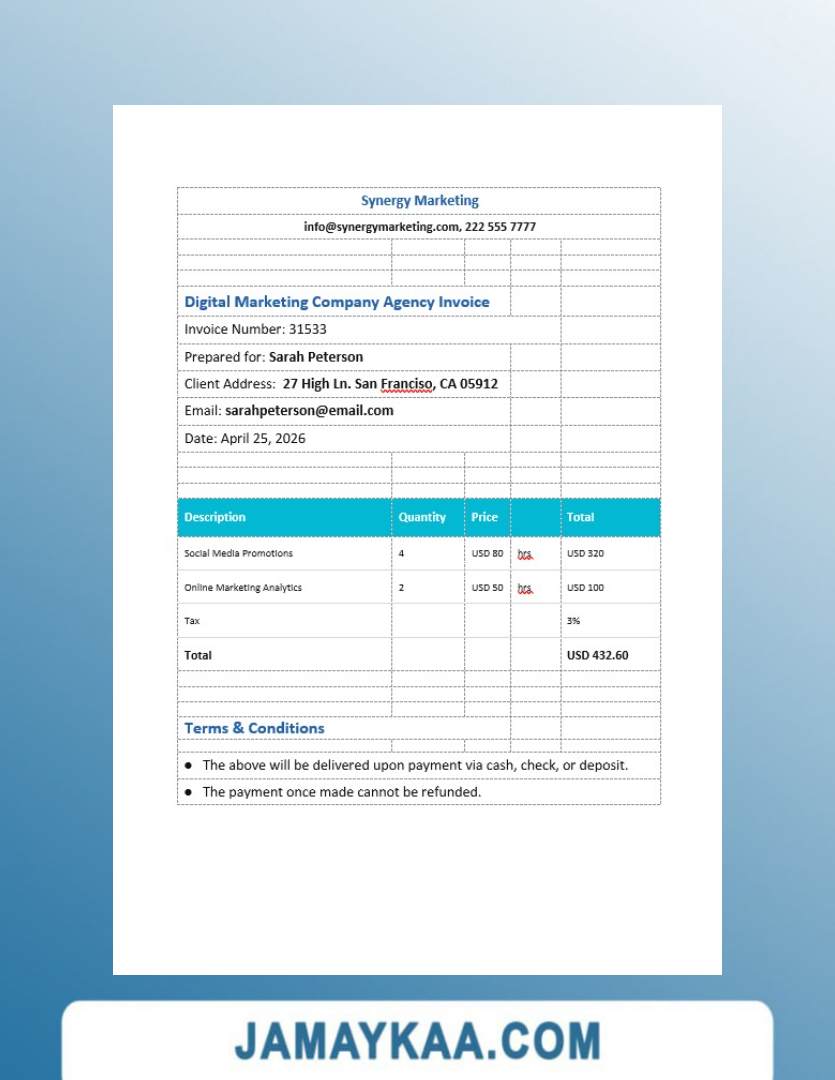 Synergy Marketing
info@synergymarketing.com, 222 555 7777
Digital Marketing Company Agency Invoice
Invoice Number: 31533
Prepared for: Sarah Peterson
Client Address: 27 High Ln. San Franciso, CA 05912
Email: sarahpeterson@email.com
Date: April 25, 2026
Description Quantity Price Total
Social Media Promotions 4 USD 80 hrs. USD 320
Online Marketing Analytics 2 USD 50 hrs. USD 100
Tax 3%
Total USD 432.60
Terms & Conditions
● The above will be delivered upon payment via cash, check, or deposit.
● The payment once made cannot be refunded.
JAMAYKAA.COM